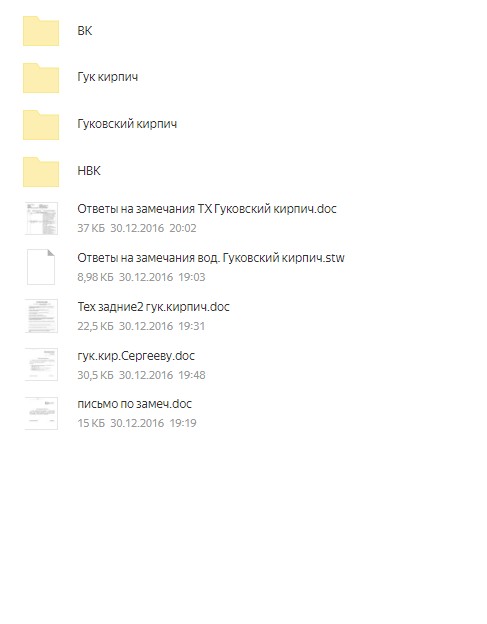 ВК
Гук кирпич
Гуковский кирпич
НВК
Ответы на замечания ТХ Гуковский кирпич.doc
37 КБ 30.12.2016 20:02
Ответы на замечания вод. Гуковский кирпич.stw
8,98 КБ 30.12.2016 19:03
Тех задние2 гук.кирпич.doc
22,5 КБ 30.12.2016 19:31
гук.кир.Сергееву.doc
30,5 КБ 30.12.2016 19:48
письмо по замеч.doc
15 КБ 30.12.2016 19:19